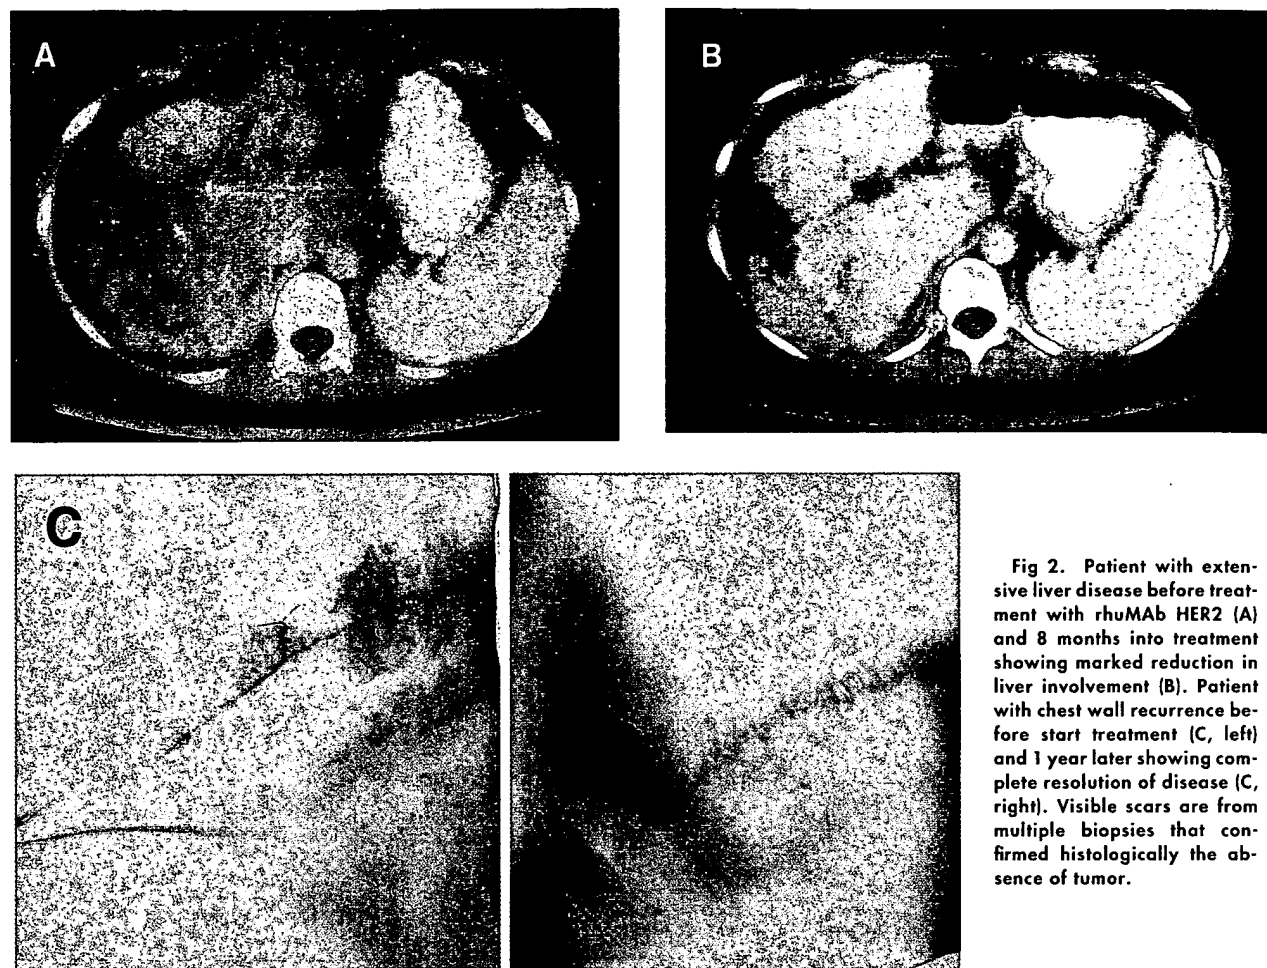 A
B
C
Fig 2. Patient with exten-
sive liver disease before treat-
ment with rhuMAb HER2 (A)
and 8 months into treatment
showing marked reduction in
liver involvement (B). Patient
with chest wall recurrence be-
fore start treatment (C, left)
and 1 year later showing com-
plete resolution of disease (C,
right). Visible scars are from
multiple biopsies that con-
firmed histologically the ab-
sence of tumor.